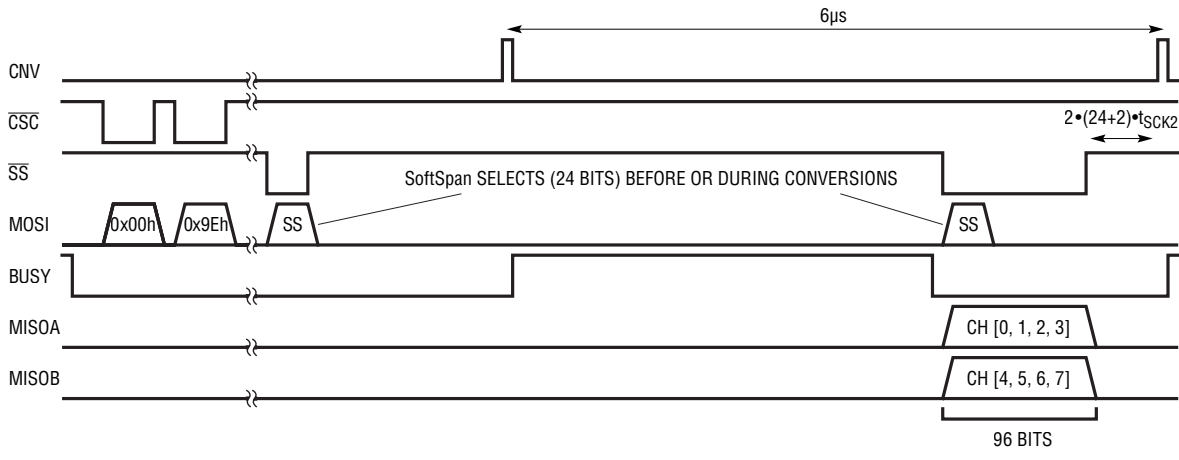 6µs
CNV
CSC
2•(24+2)•tSCK2
SS
SoftSpan SELECTS (24 BITS) BEFORE OR DURING CONVERSIONS
MOSI
0x00h
0x9Eh
SS
SS
BUSY
MISOA
CH [0, 1, 2, 3]
MISOB
CH [4, 5, 6, 7]
96 BITS